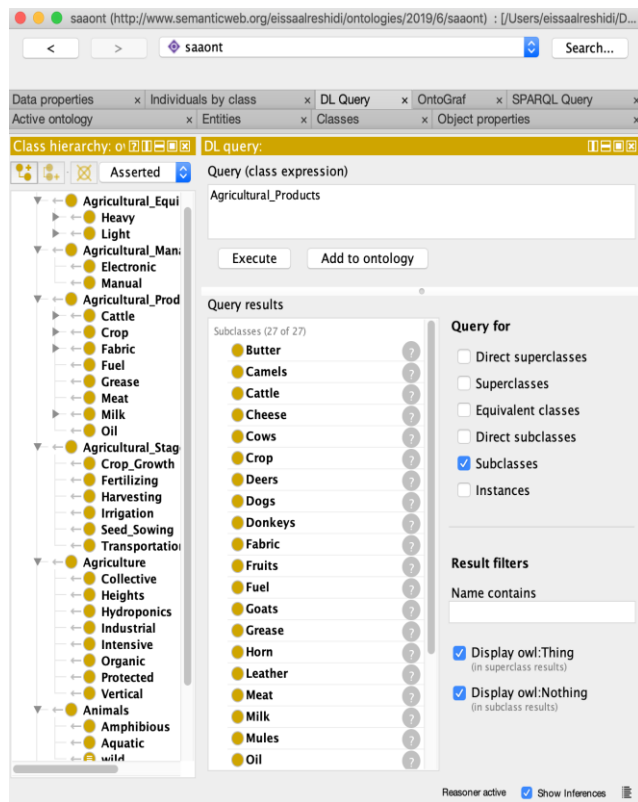 saaont (http://www.semanticweb.org/eissaalreshidi/ontologies/2019/6/saaont) : [/Users/eissaalreshidi/D...
< > saaont Search...
Data properties x Individuals by class x DL Query x OntoGraf x SPARQL Query x
Active ontology x Entities x Classes x Object properties x
Class hierarchy: ov
Asserted
Agricultural_Equi
Heavy
Light
Agricultural_Mana
Electronic
Manual
Agricultural_Prod
Cattle
Crop
Fabric
Fuel
Grease
Meat
Milk
Oil
Agricultural_Stag
Crop_Growth
Fertilizing
Harvesting
Irrigation
Seed_Sowing
Transportation
Agriculture
Collective
Heights
Hydroponics
Industrial
Intensive
Organic
Protected
Vertical
Animals
Amphibious
Aquatic
wild
DL query:
Query (class expression)
Agricultural_Products
Execute Add to ontology
Query results
Subclasses (27 of 27)
Butter ?
Camels ?
Cattle ?
Cheese ?
Cows ?
Crop ?
Deers ?
Dogs ?
Donkeys ?
Fabric ?
Fruits ?
Fuel ?
Goats ?
Grease ?
Horn ?
Leather ?
Meat ?
Milk ?
Mules ?
Oil ?
Query for
Direct superclasses
Superclasses
Equivalent classes
Direct subclasses
Subclasses
Instances
Result filters
Name contains
Display owl:Thing
(in superclass results)
Display owl:Nothing
(in subclass results)
Reasoner active Show Inferences